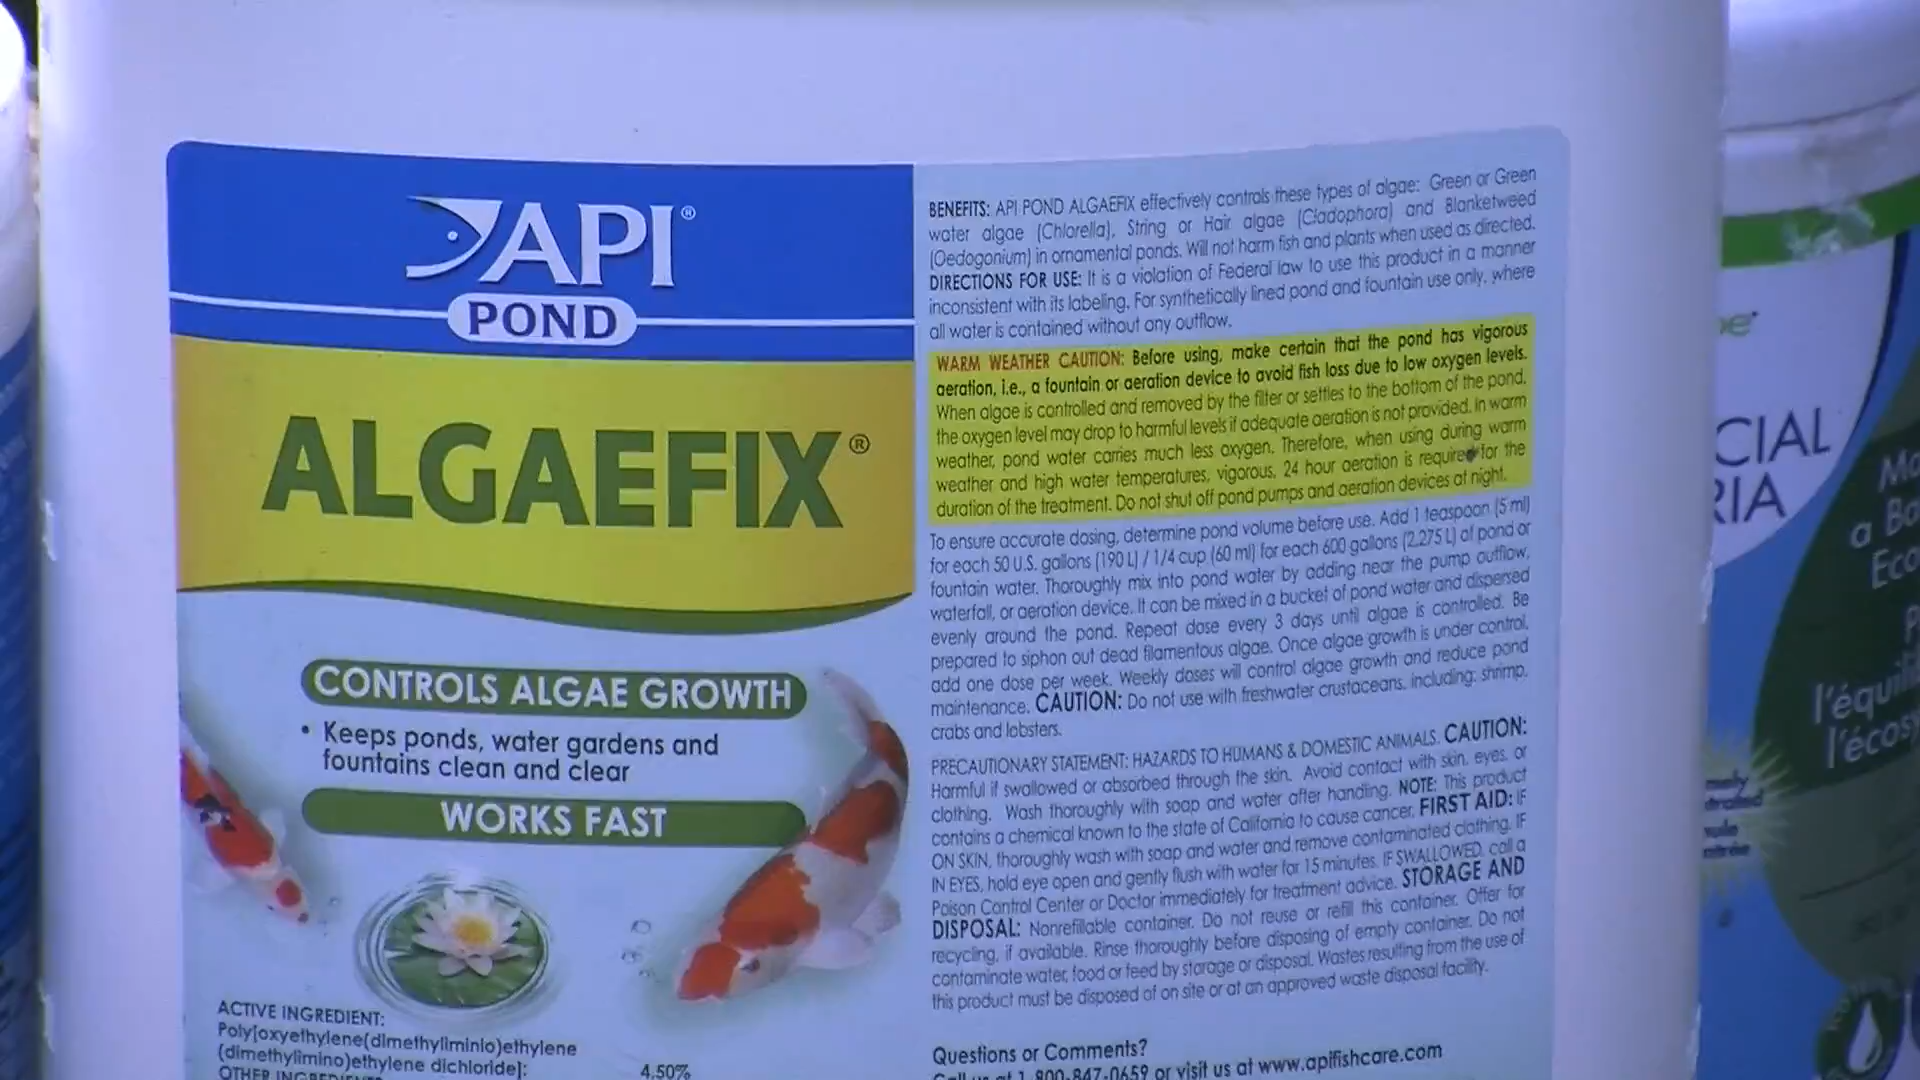 API®
POND
ALGAEFIX®
CONTROLS ALGAE GROWTH
• Keeps ponds, water gardens and
fountains clean and clear
WORKS FAST
ACTIVE INGREDIENT:
Poly[oxyethylene(dimethyliminio)ethylene
(dimethylimino)ethylene dichloride]: 4.50%
BENEFITS: API POND ALGAEFIX effectively controls these types of algae: Green or Green
water algae (Chlorella), String or Hair algae (Cladophora) and Blanketweed
(Oedogonium) in ornamental ponds. Will not harm fish and plants when used as directed.
DIRECTIONS FOR USE: It is a violation of Federal law to use this product in a manner
inconsistent with its labeling. For synthetically lined pond and fountain use only, where
all water is contained without any outflow.
WARM WEATHER CAUTION: Before using, make certain that the pond has vigorous
aeration, i.e., a fountain or aeration device to avoid fish loss due to low oxygen levels.
When algae is controlled and removed by the filter or settles to the bottom of the pond,
the oxygen level may drop to harmful levels if adequate aeration is not provided. In warm
weather, pond water carries much less oxygen. Therefore, when using during warm
weather and high water temperatures, vigorous, 24 hour aeration is required for the
duration of the treatment. Do not shut off pond pumps and aeration devices at night.
To ensure accurate dosing, determine pond volume before use. Add 1 teaspoon (5 ml)
for each 50 U.S. gallons (190 L) / 1/4 cup (60 ml) for each 600 gallons (2,275 L) of pond or
fountain water. Thoroughly mix into pond water by adding near the pump outflow,
waterfall, or aeration device. It can be mixed in a bucket of pond water and dispersed
evenly around the pond. Repeat dose every 3 days until algae is controlled. Be
prepared to siphon out dead filamentous algae. Once algae growth is under control,
add one dose per week. Weekly doses will control algae growth and reduce pond
maintenance. CAUTION: Do not use with freshwater crustaceans, including: shrimp,
crabs and lobsters.
PRECAUTIONARY STATEMENT: HAZARDS TO HUMANS & DOMESTIC ANIMALS. CAUTION:
Harmful if swallowed or absorbed through the skin. Avoid contact with skin, eyes, or
clothing. Wash thoroughly with soap and water after handling. NOTE: This product
contains a chemical known to the state of California to cause cancer. FIRST AID: IF
ON SKIN, thoroughly wash with soap and water and remove contaminated clothing. IF
IN EYES, hold eye open and gently flush with water for 15 minutes. IF SWALLOWED, call a
Poison Control Center or Doctor immediately for treatment advice. STORAGE AND
DISPOSAL: Nonrefillable container. Do not reuse or refill this container. Offer for
recycling, if available. Rinse thoroughly before disposing of empty container. Do not
contaminate water, food or feed by storage or disposal. Wastes resulting from the use of
this product must be disposed of on site or at an approved waste disposal facility.
Questions or Comments?
Call us at 1-800-847-0659 or visit us at www.apifishcare.com
CIAL
RIA
a
l'équili
l'écos